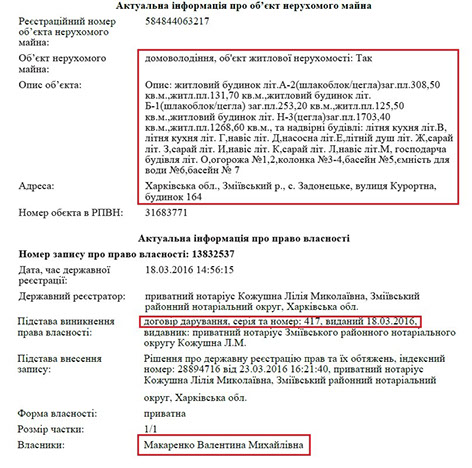 Актуальна інформація про об’єкт нерухомого майна
Реєстраційний номер об’єкта нерухомого майна: 584844063217
Об’єкт нерухомого майна: домоволодіння, об'єкт житлової нерухомості: Так
Опис об’єкта: Опис: житловий будинок літ.А-2(шлакоблок/цегла)заг.пл.308,50
кв.м.,житл.пл.131,70 кв.м.,житловий будинок літ.
Б-1(шлакоблок/цегла) заг.пл.253,20 кв.м.,житл.пл.125,50
кв.м.,житловий будинок літ. Н-3(цегла)заг.пл.1703,40
кв.м.,житл.пл.1268,60 кв.м., та надвірні будівлі: літня кухня літ.В,
літня кухня літ. Г,навіс літ. Д,насосна літ.Е,літній душ літ. Ж,сарай
літ. З,сарай літ. И,навіс літ. К,сарай літ. Л,навіс літ.М, господарча
будівля літ. О,огорожа №1,2,колонка №3-4,басейн №5,ємність для
води №6,басейн № 7
Адреса: Харківська обл., Зміївський р., с. Задонецьке, вулиця Курортна,
будинок 164
Номер обєкта в РПВН: 31683771
Актуальна інформація про право власності
Номер запису про право власності: 13832537
Дата, час державної реєстрації: 18.03.2016 14:56:15
Державний реєстратор: приватний нотаріус Кожушна Лілія Миколаївна, Зміївський
районний нотаріальний округ, Харківська обл.
Підстава виникнення права власності: договір дарування, серія та номер: 417, виданий 18.03.2016,
видавник: приватний нотаріус Зміївського районного нотаріального
округу Кожушна Л.М.
Підстава внесення запису: Рішення про державну реєстрацію прав та їх обтяжень, індексний
номер: 28894716 від 23.03.2016 16:21:40, приватний нотаріус
Кожушна Лілія Миколаївна, Зміївський районний нотаріальний
округ, Харківська обл.
Форма власності: приватна
Розмір частки: 1/1
Власники: Макаренко Валентина Михайлівна